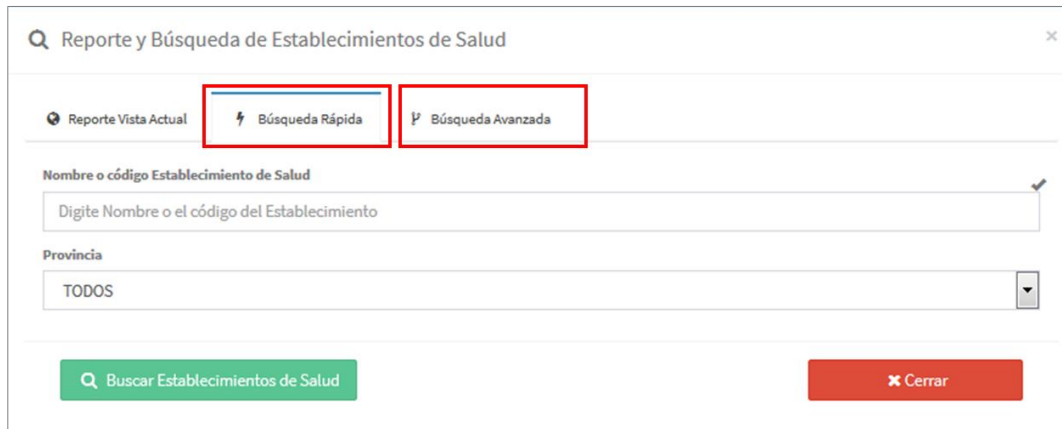 Reporte y Búsqueda de Establecimientos de Salud
Reporte Vista Actual Búsqueda Rápida Búsqueda Avanzada
Nombre o código Establecimiento de Salud
Digite Nombre o el código del Establecimiento
Provincia
TODOS
Buscar Establecimientos de Salud Cerrar